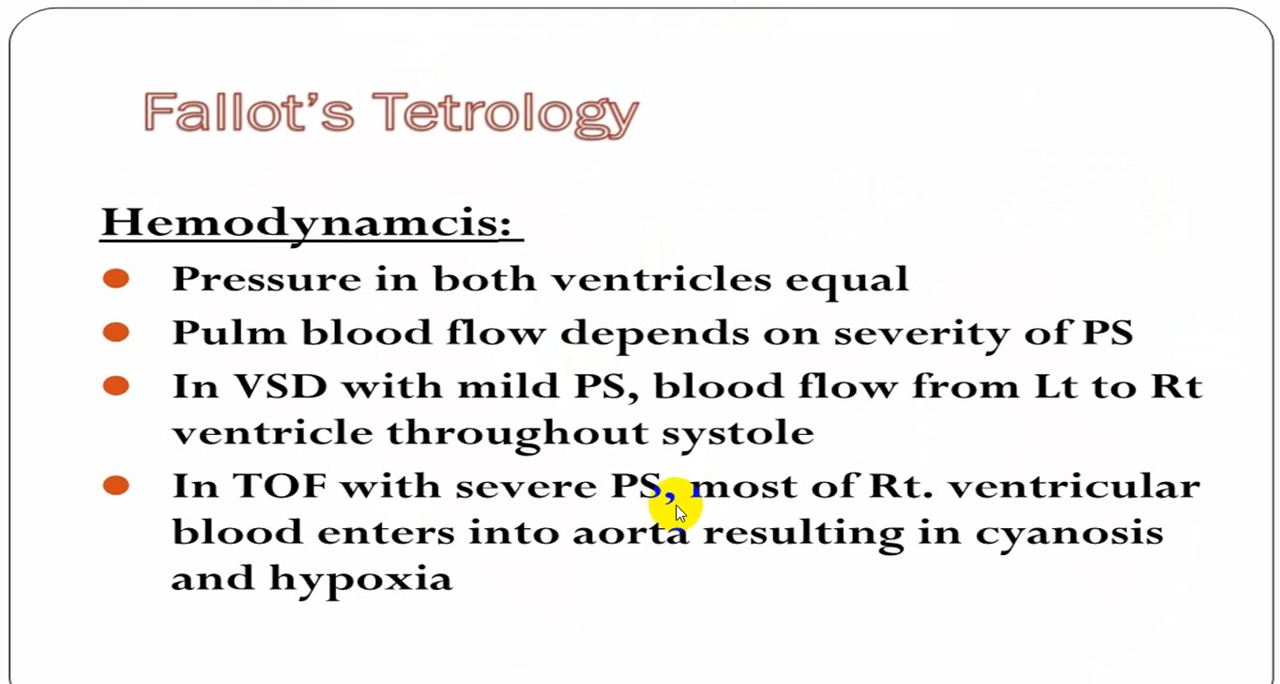 Fallot's Tetrology
Hemodynamcis:
Pressure in both ventricles equal
Pulm blood flow depends on severity of PS
In VSD with mild PS, blood flow from Lt to Rt
ventricle throughout systole
In TOF with severe PS, most of Rt. ventricular
blood enters into aorta resulting in cyanosis
and hypoxia